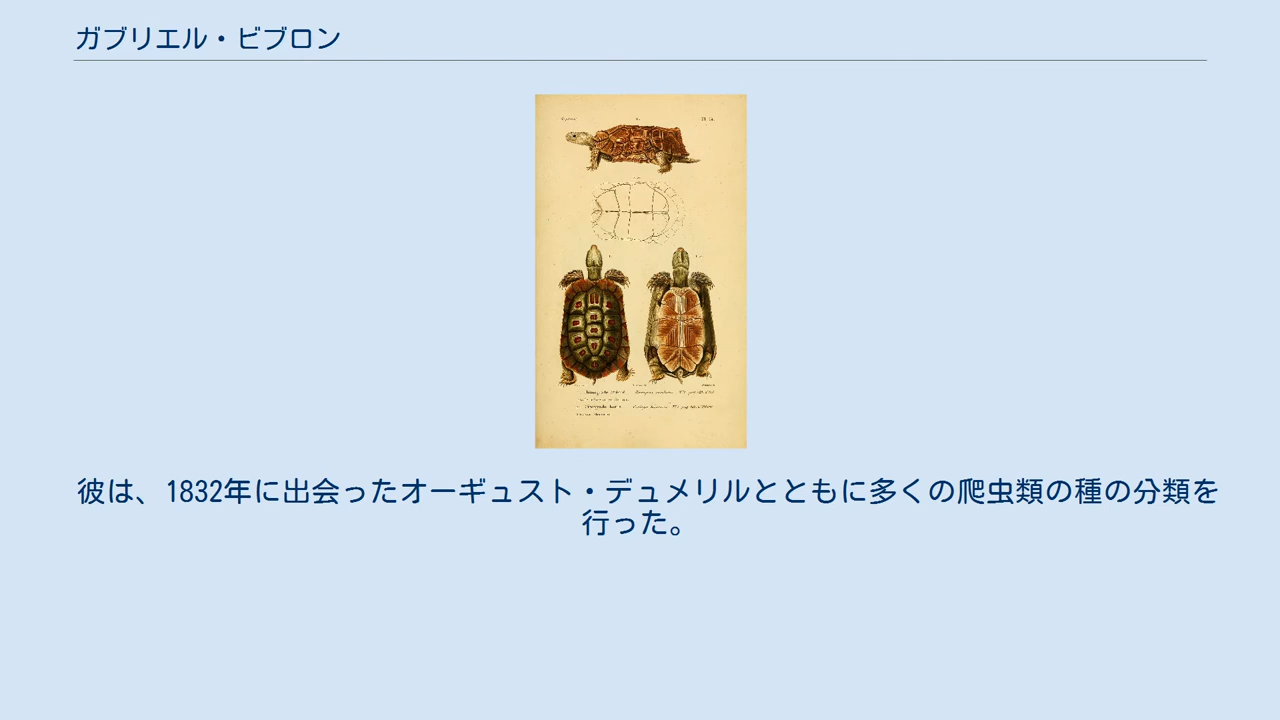 ガブリエル・ビブロン
彼は、1832年に出会ったオーギュスト・デュメリルとともに多くの爬虫類の種の分類を
行った。